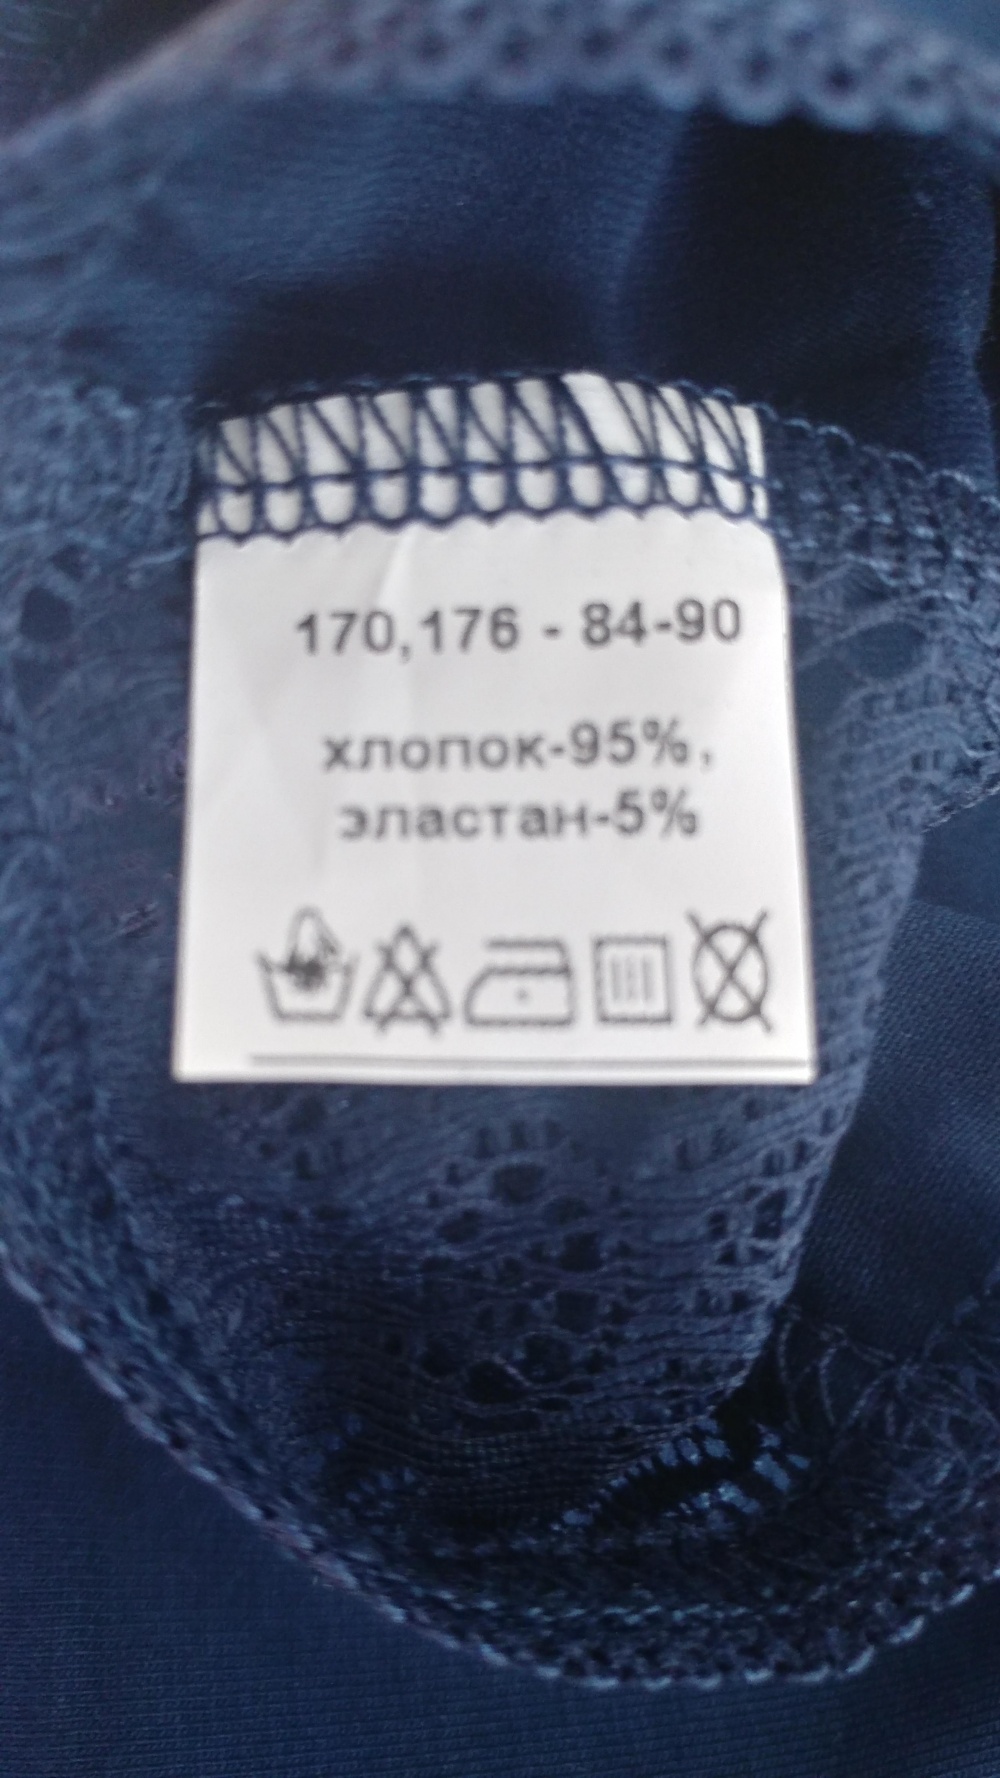 170,176 - 84-90
хлопок-95%,
эластан-5%